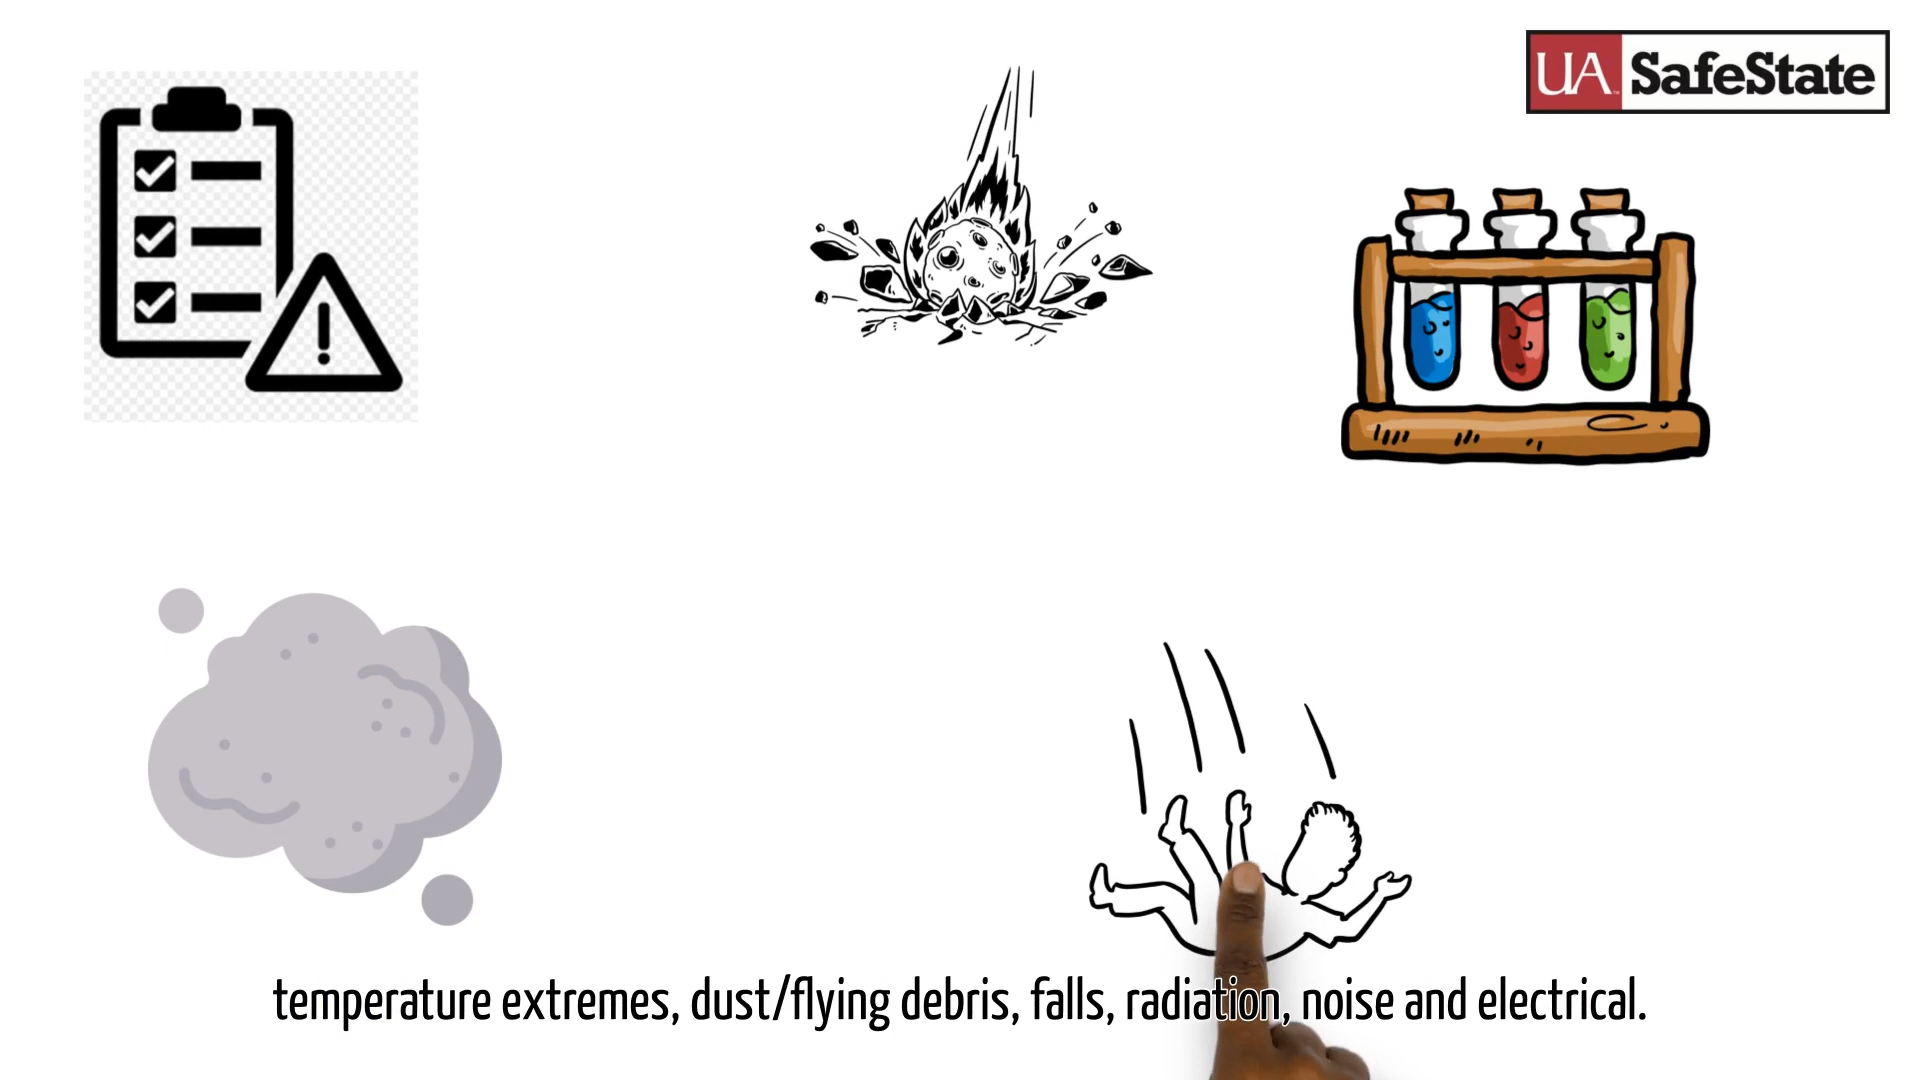 UA SafeState
temperature extremes, dust/flying debris, falls, radiation, noise and electrical.